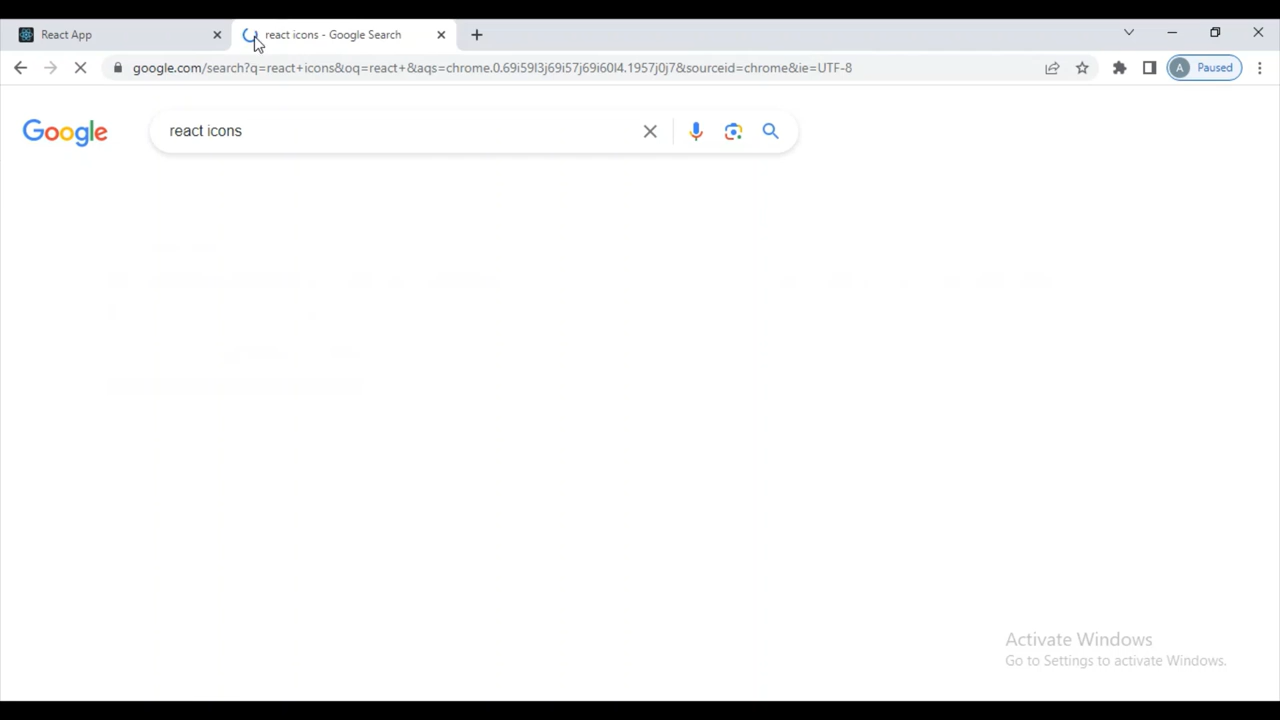 React App
react icons - Google Search
google.com/search?q=react+icons&oq=react+&aqs=chrome.0.69i59l3j69i57j69i60l4.1957j0j7&sourceid=chrome&ie=UTF-8
A
Paused
Google
react icons
Activate Windows
Go to Settings to activate Windows.